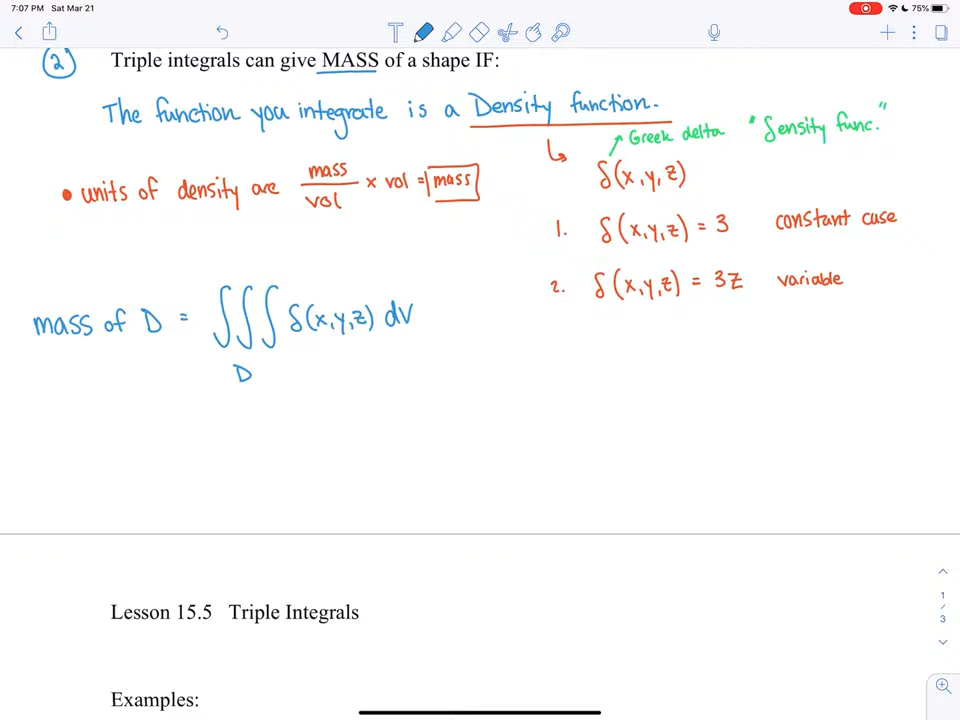 7:07 PM Sat Mar 21
75%
2 Triple integrals can give MASS of a shape IF:
The function you integrate is a Density function.
Greek delta "δensity func."
• units of density are mass/vol × vol = mass
δ(x,y,z)
1. δ(x,y,z) = 3 constant case
2. δ(x,y,z) = 3z variable
mass of D = ∫∫∫ δ(x,y,z) dV
D
Lesson 15.5 Triple Integrals
1
/
3
Examples: